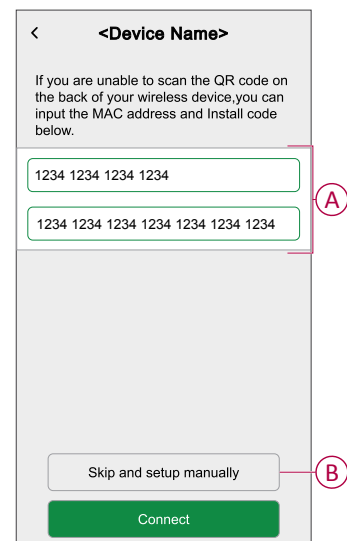 <
<Device Name>
If you are unable to scan the QR code on
the back of your wireless device,you can
input the MAC address and Install code
below.
1234 1234 1234 1234
1234 1234 1234 1234 1234 1234 1234
A
Skip and setup manually
B
Connect